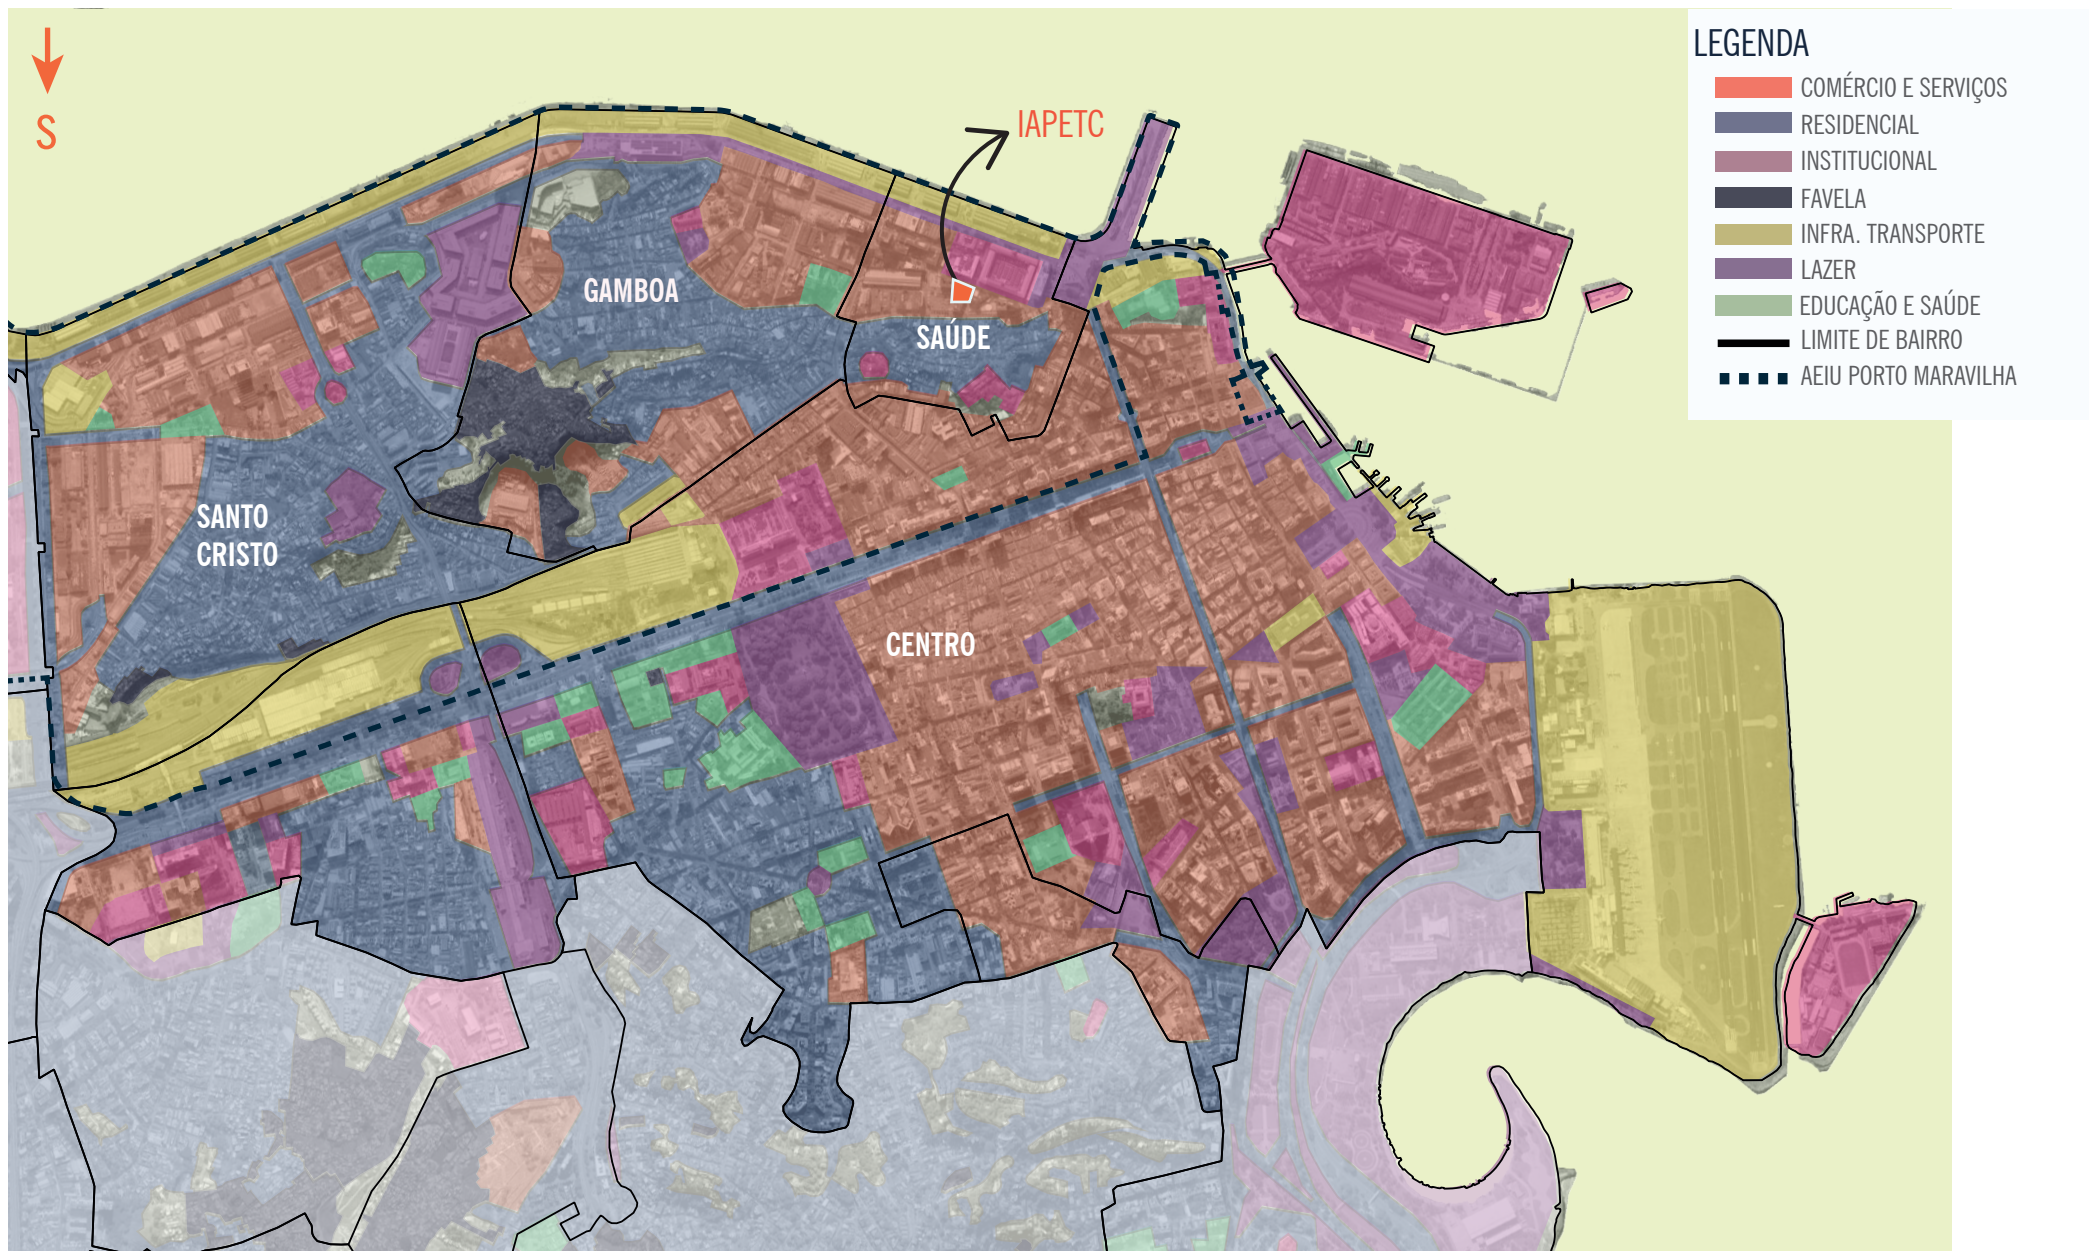 S
IAPETC
GAMBOA
SAÚDE
SANTO
CRISTO
CENTRO
LEGENDA
COMÉRCIO E SERVIÇOS
RESIDENCIAL
INSTITUCIONAL
FAVELA
INFRA. TRANSPORTE
LAZER
EDUCAÇÃO E SAÚDE
LIMITE DE BAIRRO
AEIU PORTO MARAVILHA